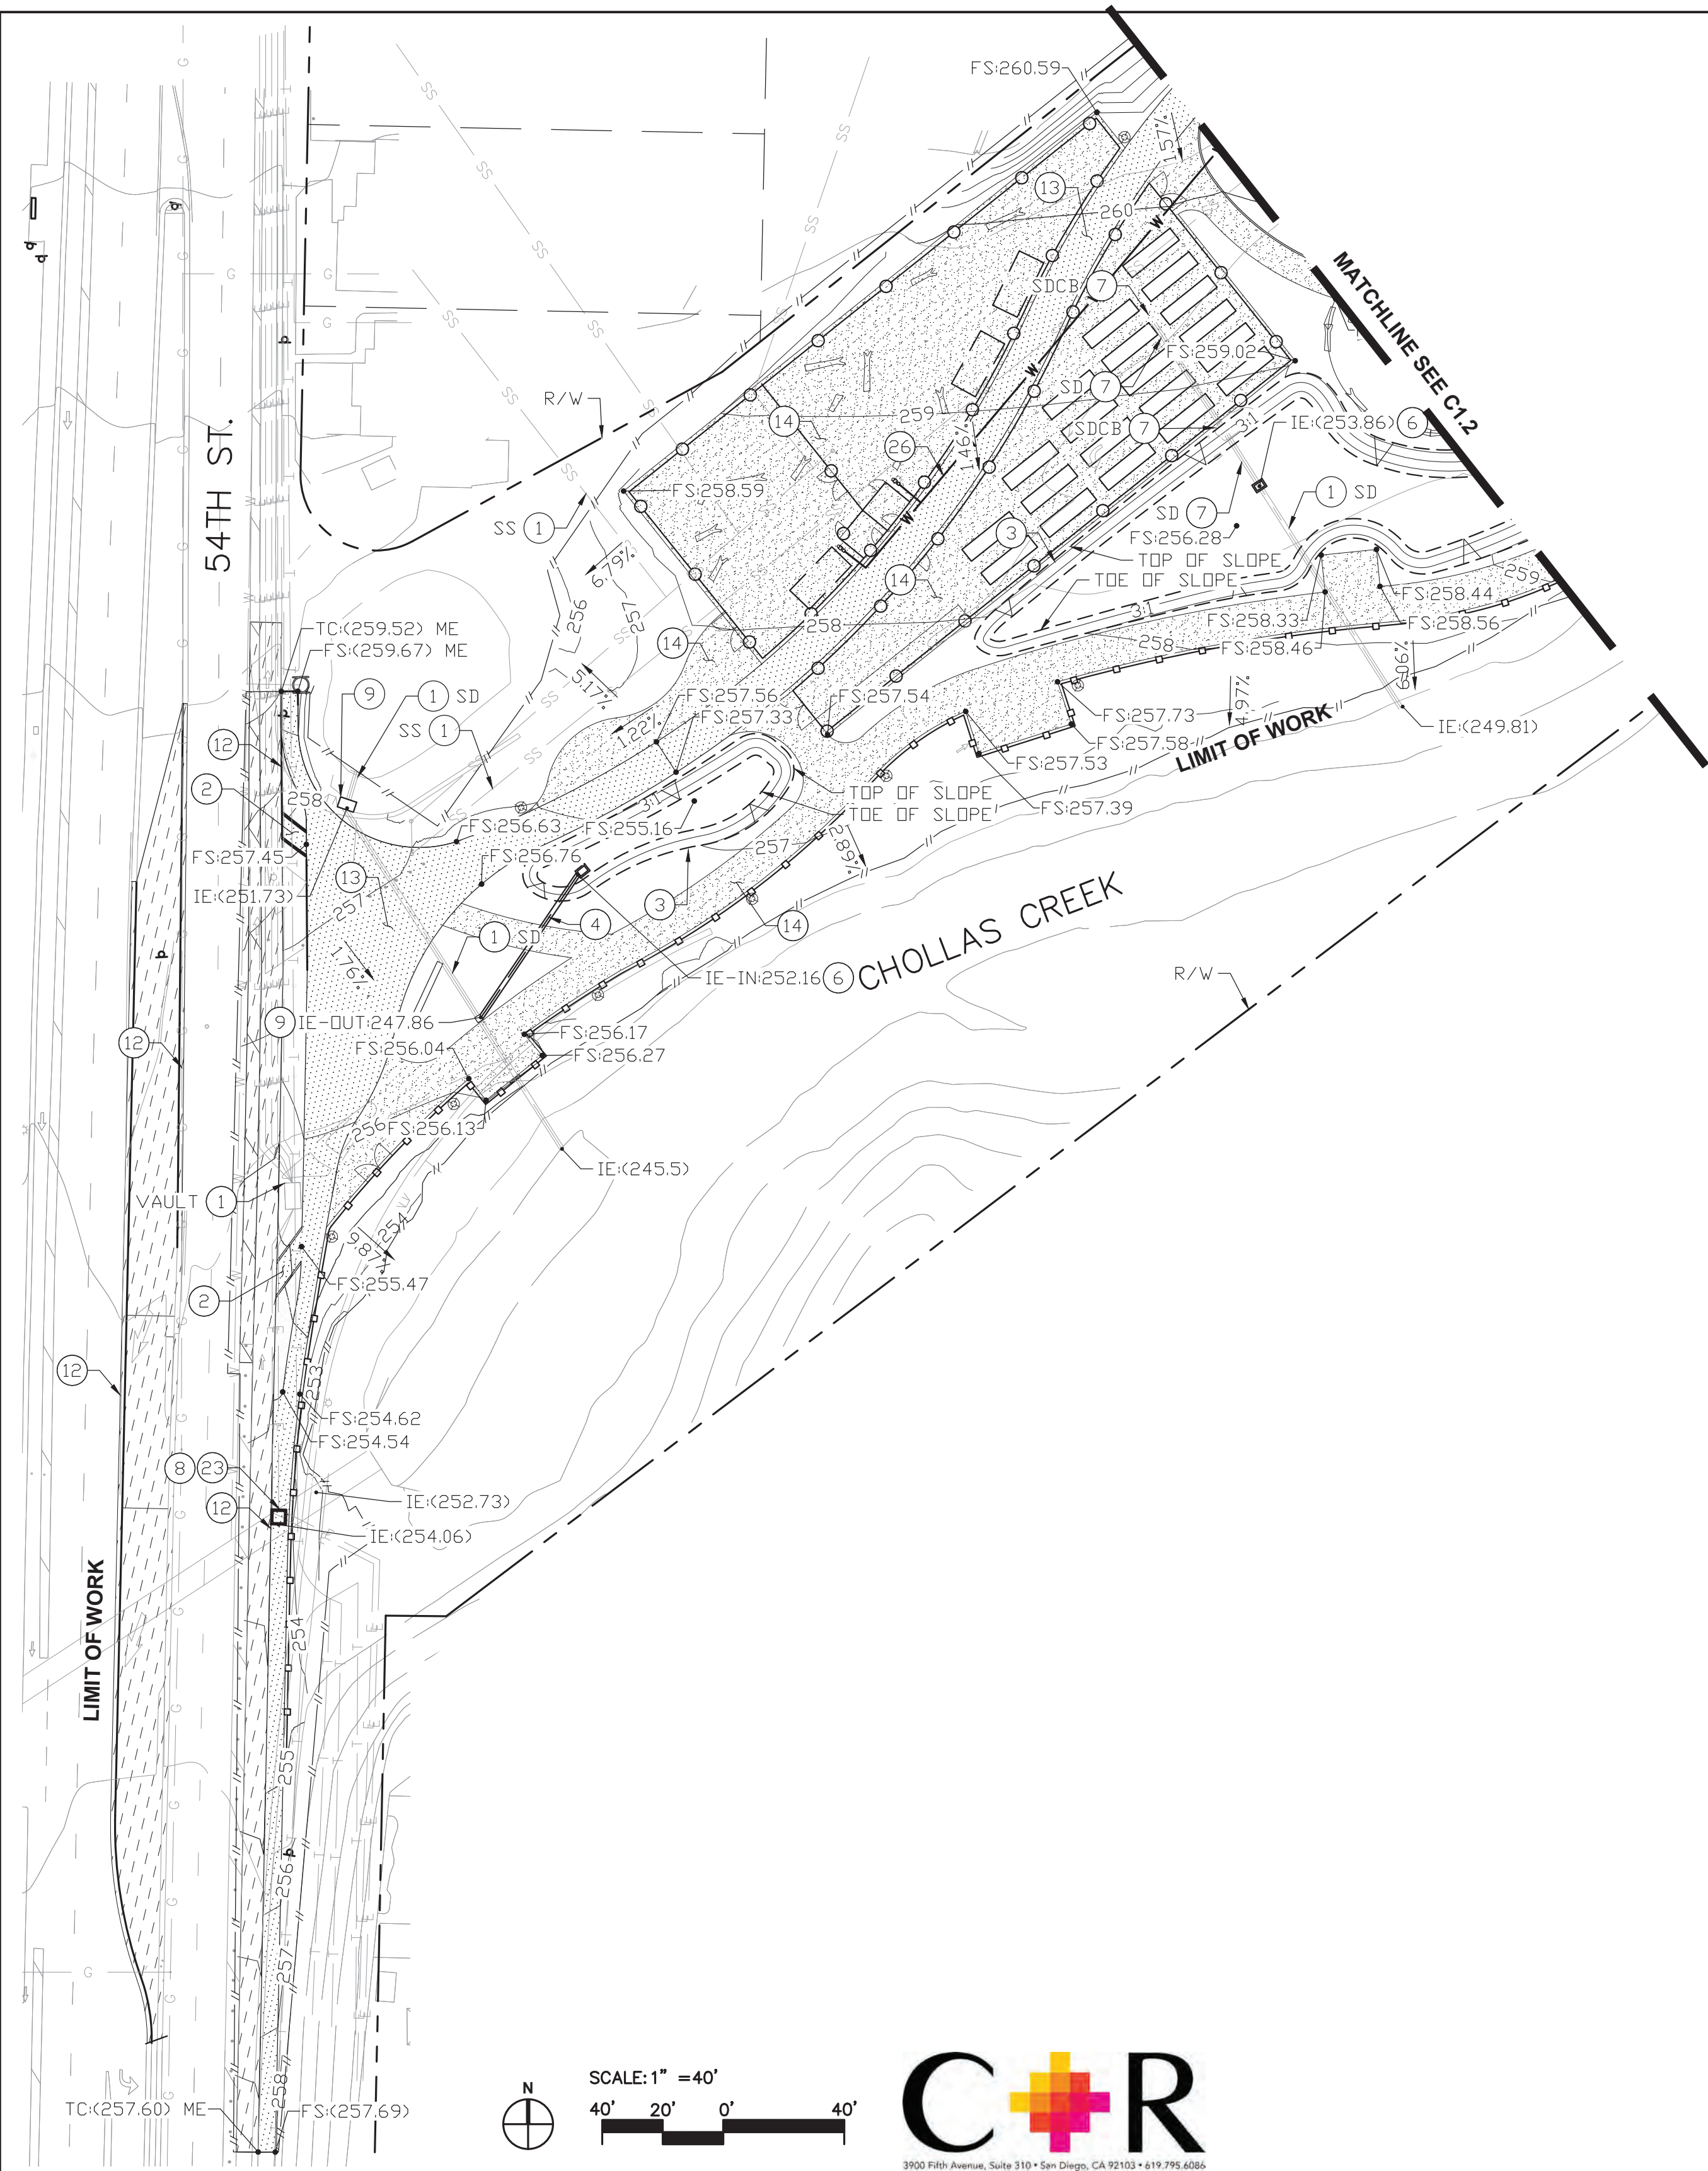 FS:260.59
1.57%
13
260
W
SDCB 7
MATCHLINE SEE C1.2
FS:259.02
SD 7
W
R/W
259
14
SDCB 7
3:1
IE:(253.86) 6
26
1.46%
54TH ST.
FS:258.59
1 SD
SS 1
W
SD 7
FS:256.28
3
TOP OF SLOPE
6.79%
TOE OF SLOPE
259
14
FS:258.44
256
257
3:1
FS:258.33
FS:258.56
TC:(259.52) ME
258
258
FS:258.46
FS:(259.67) ME
14
6.06%
5.17%
9
1 SD
FS:257.56
FS:257.54
4.97%
FS:257.73
SS 1
1.22%
FS:257.33
IE:(249.81)
12
FS:257.58
LIMIT OF WORK
FS:257.53
2
258
3:1
TOP OF SLOPE
FS:257.39
FS:256.63
FS:255.16
TOE OF SLOPE
FS:257.45
FS:256.76
257
2.89%
13
IE:(251.73)
257
3
4
14
1 SD
CHOLLAS CREEK
1.76%
IE-IN:252.16 6
R/W
9 IE-OUT:247.86
12
FS:256.17
FS:256.04
FS:256.27
256
FS:256.13
IE:(245.5)
VAULT 1
254
9.87%
FS:255.47
2
12
253
FS:254.62
FS:254.54
8 23
12
IE:(252.73)
IE:(254.06)
LIMIT OF WORK
254
255
256
257
258
TC:(257.60) ME
FS:(257.69)
N
SCALE: 1" =40'
40' 20' 0' 40'
C R
3900 Fifth Avenue, Suite 310 • San Diego, CA 92103 • 619.795.6086